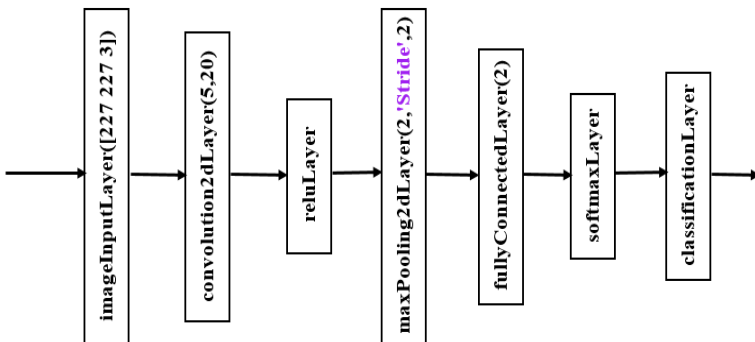 imageInputLayer([227 227 3])
convolution2dLayer(5,20)
reluLayer
maxPooling2dLayer(2,'Stride',2)
fullyConnectedLayer(2)
softmaxLayer
classificationLayer